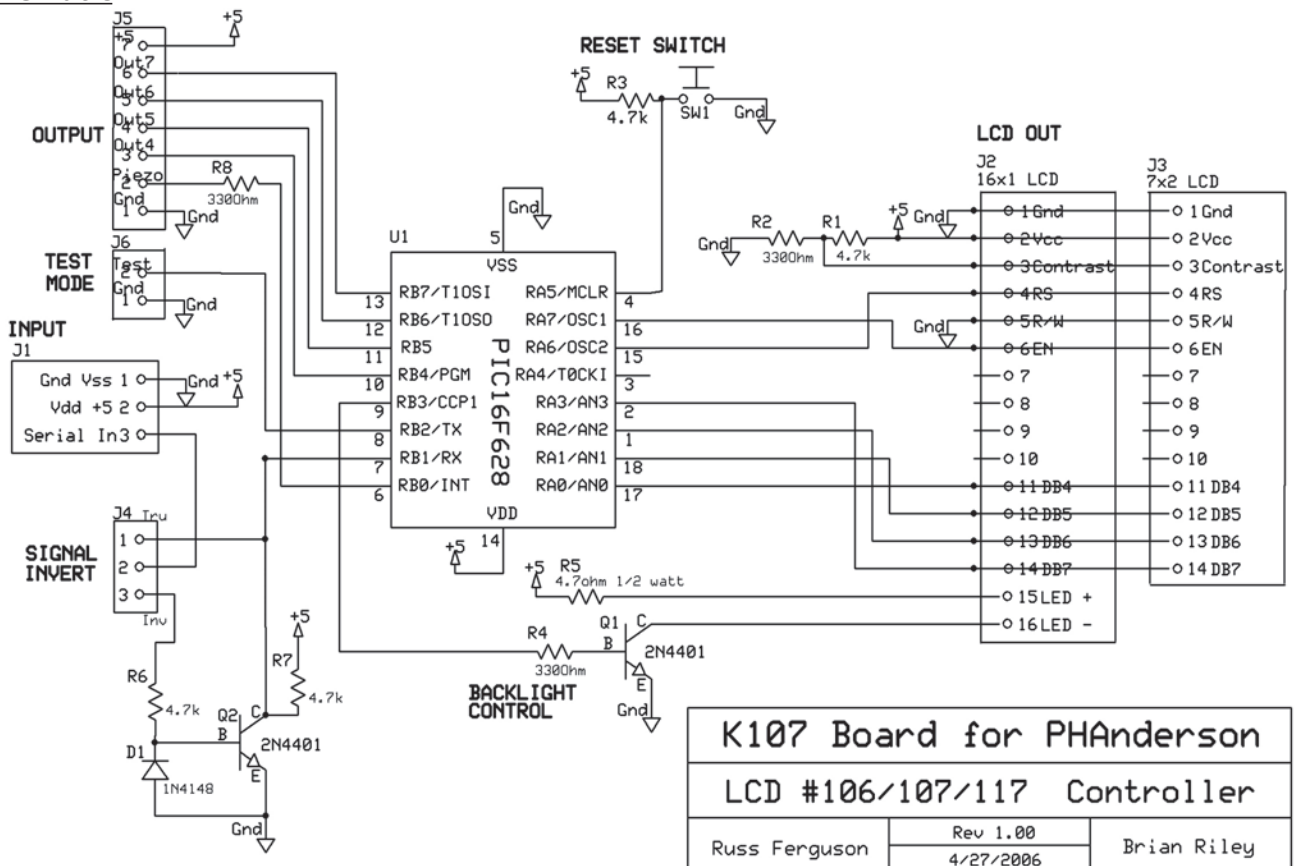 J5
+5
+5
7
Out7
6
Out6
5
Out5
4
Out4
3
Piezo
2
Gnd
1
Gnd
OUTPUT
R8
330Ohm
J6
Test
2
Gnd
1
Gnd
TEST
MODE
INPUT
J1
Gnd Vss 1
Gnd
+5
Vdd +5 2
Serial In3
J4 Tru
1
2
3
Inv
SIGNAL
INVERT
R6
4.7k
R7
4.7k
+5
D1
1N4148
Q2
B
C
E
2N4401
Gnd
RESET SWITCH
+5
R3
4.7k
SW1
Gnd
Gnd
U1
5
VSS
PIC16F628
RB7/T1OSI
13
RB6/T1OSO
12
RB5
11
RB4/PGM
10
RB3/CCP1
9
RB2/TX
8
RB1/RX
7
RB0/INT
6
RA5/MCLR
4
RA7/OSC1
16
RA6/OSC2
15
RA4/T0CKI
3
RA3/AN3
2
RA2/AN2
1
RA1/AN1
18
RA0/AN0
17
VDD
14
+5
+5
R5
4.7ohm 1/2 watt
R4
330Ohm
Q1
B
C
E
2N4401
Gnd
BACKLIGHT
CONTROL
Gnd
R2
330Ohm
R1
4.7k
+5
Gnd
Gnd
LCD OUT
J2
16x1 LCD
1 Gnd
2 Vcc
3 Contrast
4 RS
5 R/W
6 EN
7
8
9
10
11 DB4
12 DB5
13 DB6
14 DB7
15 LED +
16 LED -
J3
7x2 LCD
1 Gnd
2 Vcc
3 Contrast
4 RS
5 R/W
6 EN
7
8
9
10
11 DB4
12 DB5
13 DB6
14 DB7
K107 Board for PHAnderson
LCD #106/107/117 Controller
Russ Ferguson
Rev 1.00
4/27/2006
Brian Riley